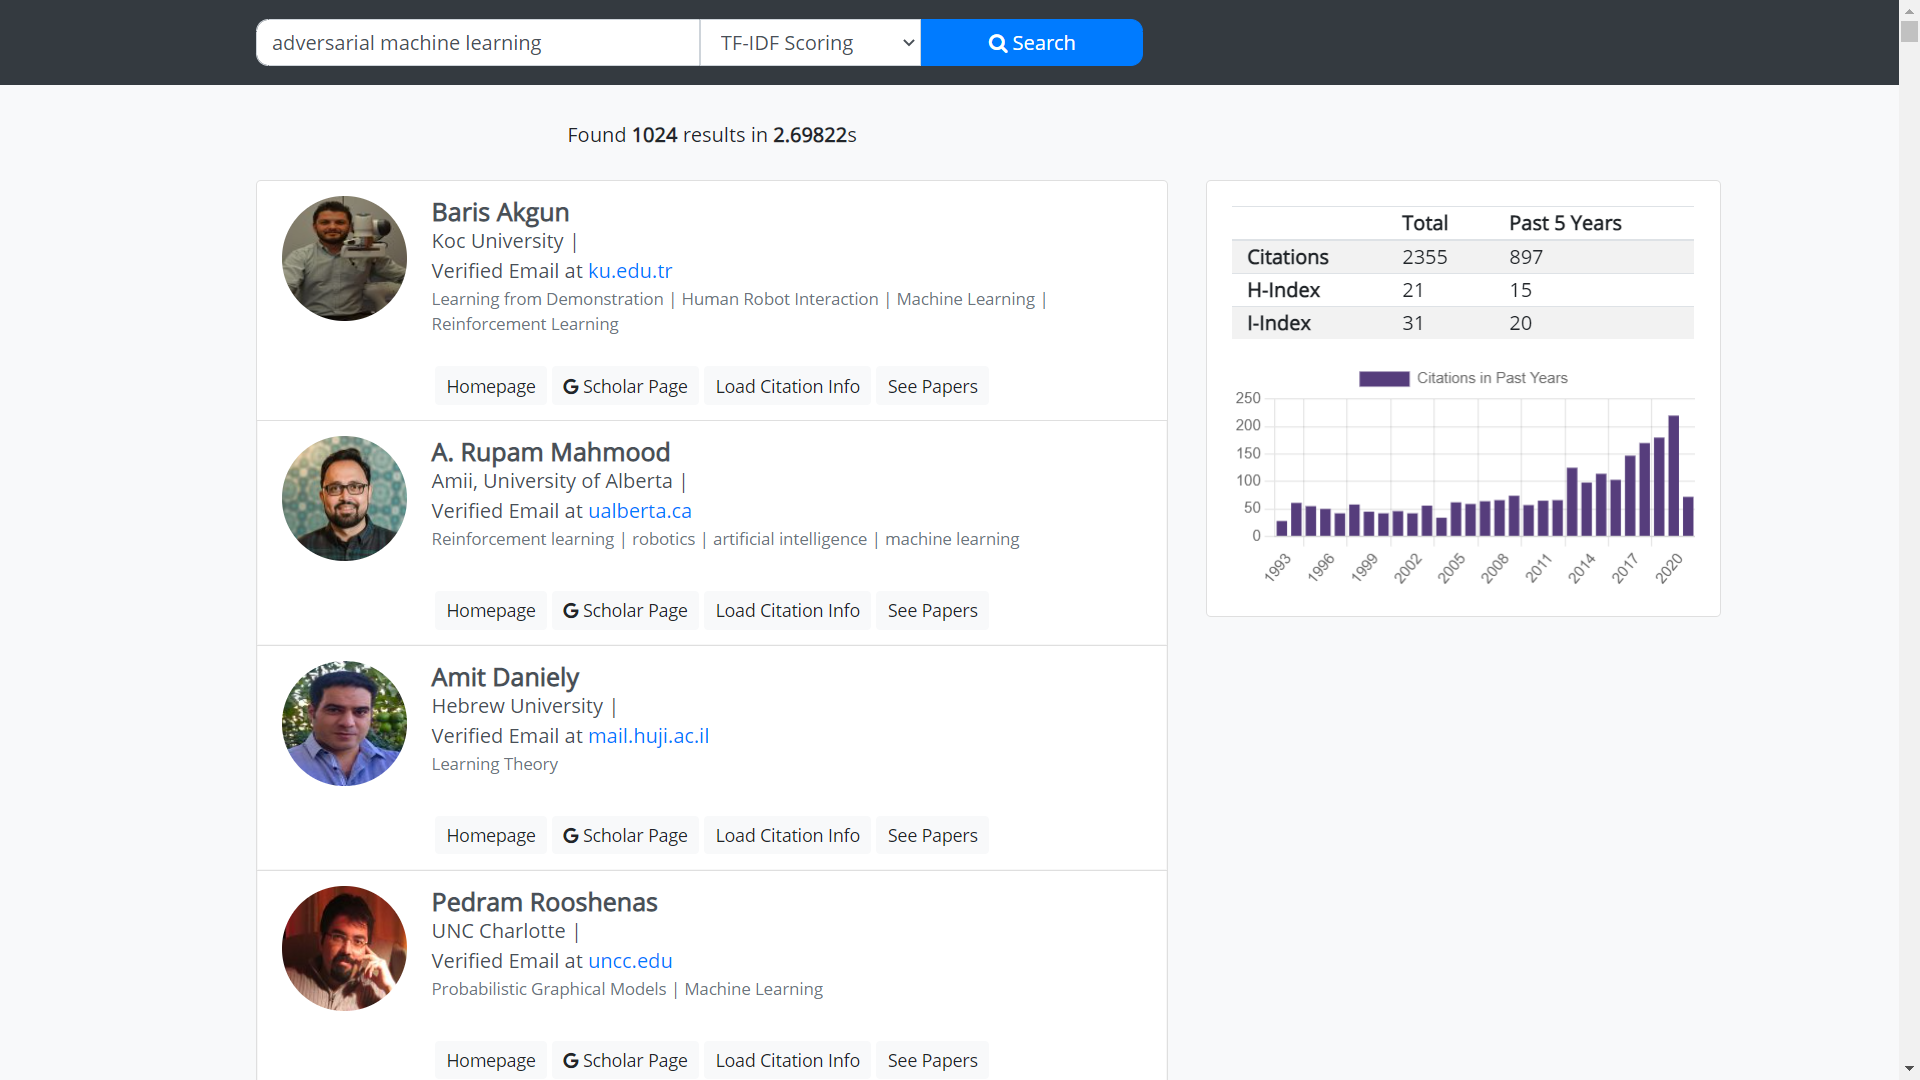 adversarial machine learning
TF-IDF Scoring
Search
Found 1024 results in 2.69822s
Baris Akgun
Koc University |
Verified Email at ku.edu.tr
Learning from Demonstration | Human Robot Interaction | Machine Learning |
Reinforcement Learning
Homepage
Scholar Page
Load Citation Info
See Papers
A. Rupam Mahmood
Amii, University of Alberta |
Verified Email at ualberta.ca
Reinforcement learning | robotics | artificial intelligence | machine learning
Homepage
Scholar Page
Load Citation Info
See Papers
Amit Daniely
Hebrew University |
Verified Email at mail.huji.ac.il
Learning Theory
Homepage
Scholar Page
Load Citation Info
See Papers
Pedram Rooshenas
UNC Charlotte |
Verified Email at uncc.edu
Probabilistic Graphical Models | Machine Learning
Homepage
Scholar Page
Load Citation Info
See Papers
Total Past 5 Years
Citations 2355 897
H-Index 21 15
I-Index 31 20
Citations in Past Years
250
200
150
100
50
0
1993 1996 1999 2002 2005 2008 2011 2014 2017 2020